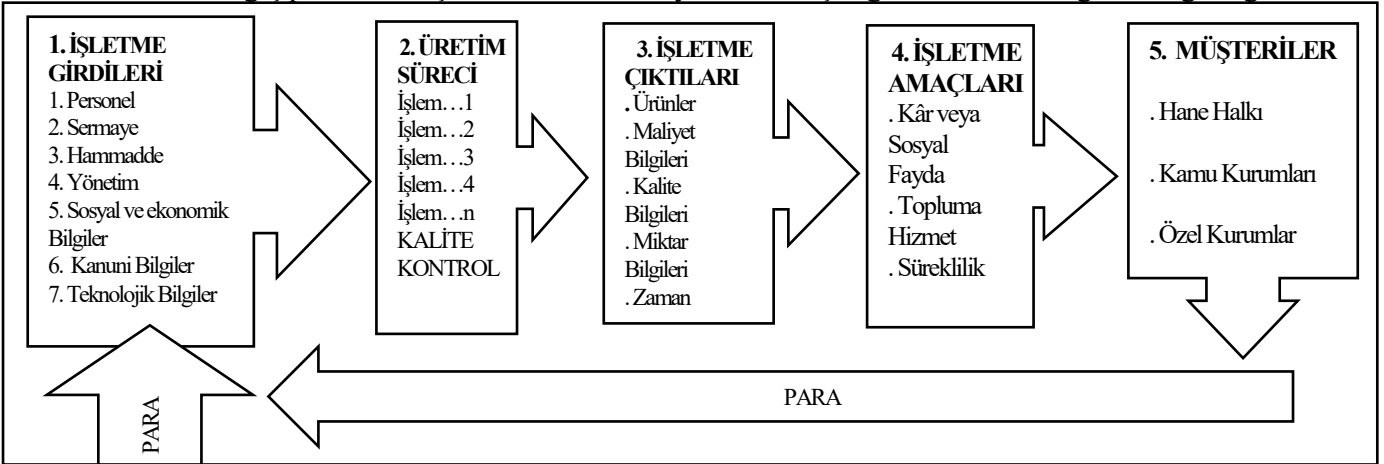 1. İŞLETME
GİRDİLERİ
1. Personel
2. Sermaye
3. Hammadde
4. Yönetim
5. Sosyal ve ekonomik
Bilgiler
6. Kanuni Bilgiler
7. Teknolojik Bilgiler
2. ÜRETİM
SÜRECİ
İşlem…1
İşlem…2
İşlem…3
İşlem…4
İşlem…n
KALİTE
KONTROL
3. İŞLETME
ÇIKTILARI
. Ürünler
. Maliyet
Bilgileri
. Kalite
Bilgileri
. Miktar
Bilgileri
. Zaman
4. İŞLETME
AMAÇLARI
. Kâr veya
Sosyal
Fayda
. Topluma
Hizmet
. Süreklilik
5. MÜŞTERİLER
. Hane Halkı
. Kamu Kurumları
. Özel Kurumlar
PARA
PARA